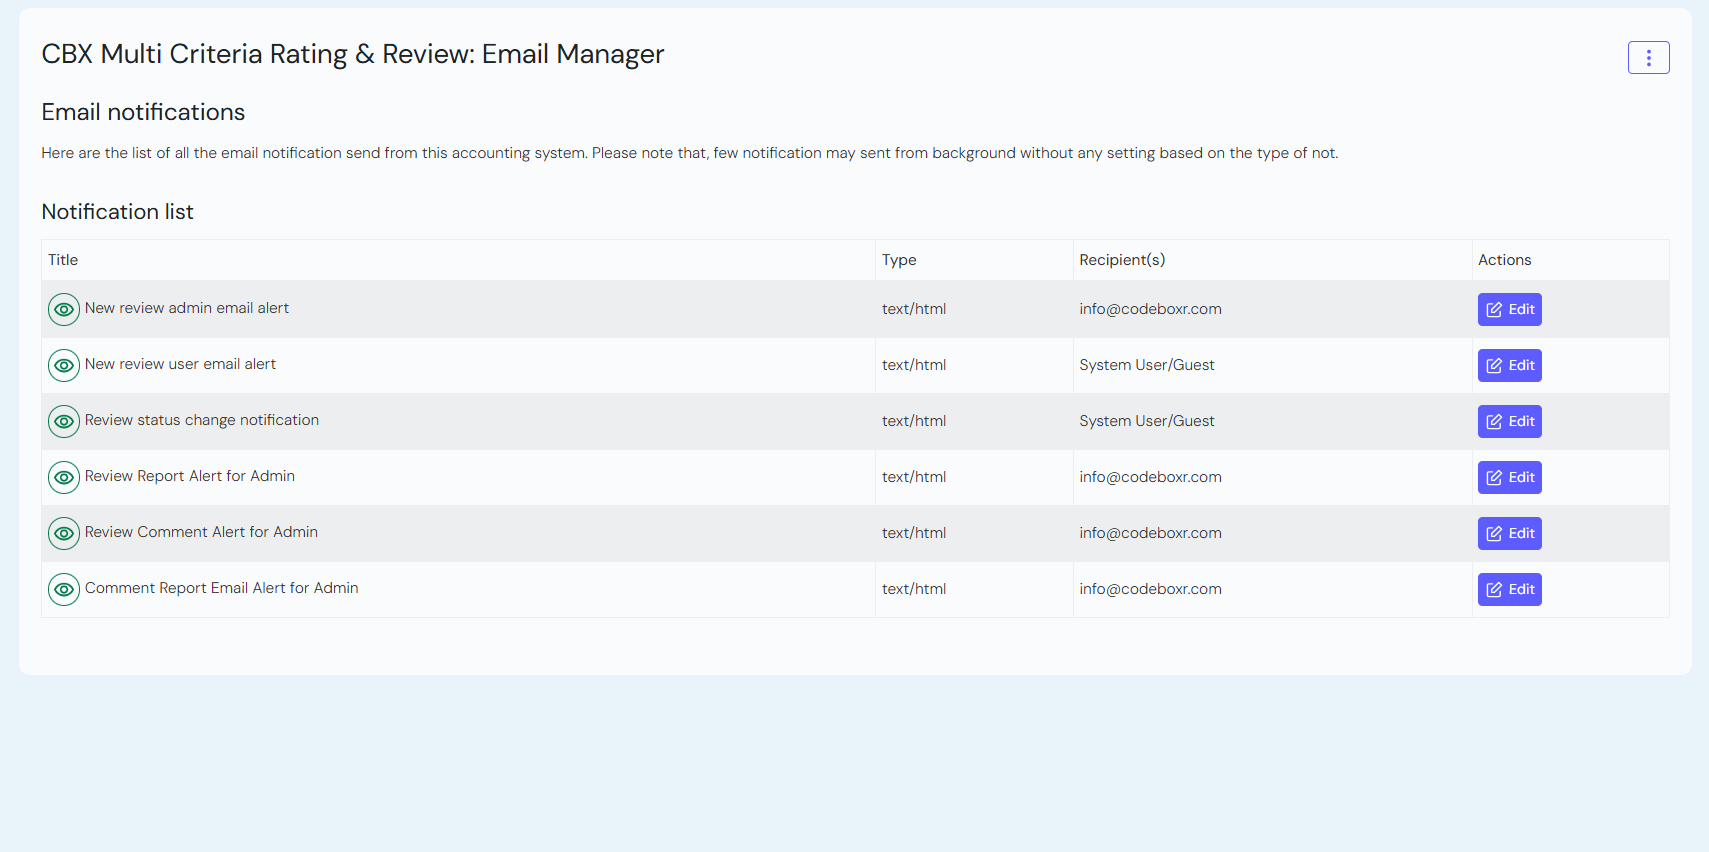 CBX Multi Criteria Rating & Review: Email Manager
Email notifications
Here are the list of all the email notification send from this accounting system. Please note that, few notification may sent from background without any setting based on the type of not.
Notification list
Title Type Recipient(s) Actions
New review admin email alert text/html info@codeboxr.com Edit
New review user email alert text/html System User/Guest Edit
Review status change notification text/html System User/Guest Edit
Review Report Alert for Admin text/html info@codeboxr.com Edit
Review Comment Alert for Admin text/html info@codeboxr.com Edit
Comment Report Email Alert for Admin text/html info@codeboxr.com Edit